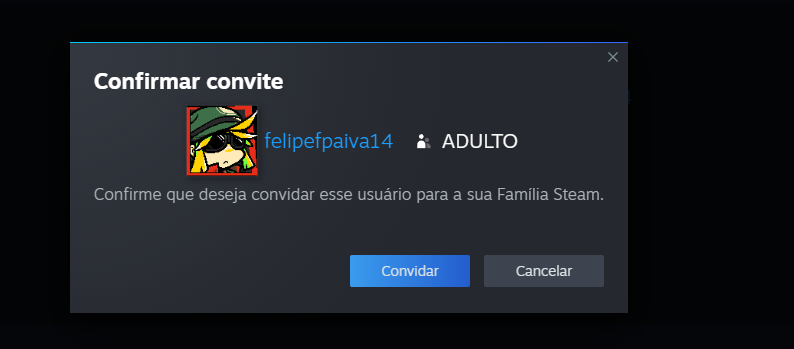 Confirmar convite
felipefpaiva14 ADULTO
Confirme que deseja convidar esse usuário para a sua Família Steam.
Convidar Cancelar